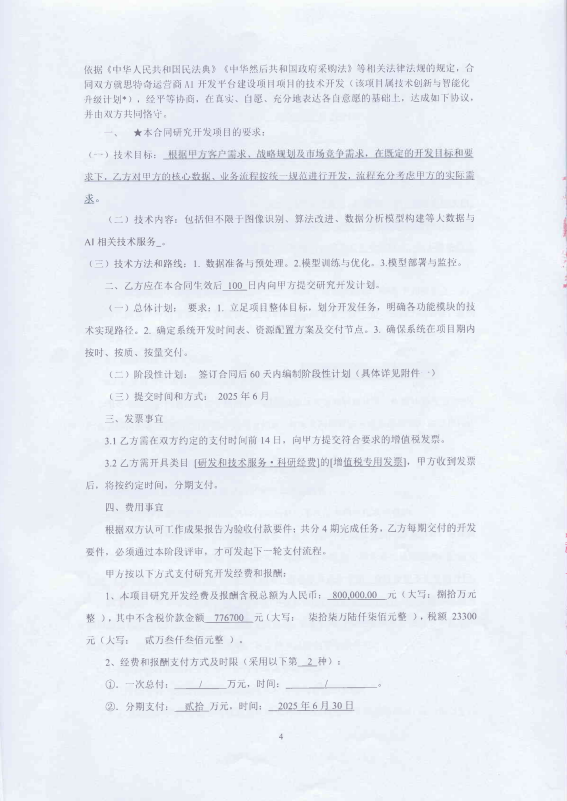 依据《中华人民共和国民法典》《中华然后共和国政府采购法》等相关法律法规的规定，合
同双方就思特奇运营商 AI 开发平台建设项目项目的技术开发（该项目属技术创新与智能化
升级计划*），经平等协商，在真实、自愿、充分地表达各自意愿的基础上，达成如下协议，
并由双方共同恪守。
一、 ★本合同研究开发项目的要求：
（一）技术目标： 根据甲方客户需求、战略规划及市场竞争需求，在既定的开发目标和要
求下，乙方对甲方的核心数据、业务流程按统一规范进行开发，流程充分考虑甲方的实际需
求。
（二）技术内容：包括但不限于图像识别、算法改进、数据分析模型构建等人数据与
AI 相关技术服务 。
（三）技术方法和路线：1. 数据准备与预处理。2.模型训练与优化。3.模型部署与监控。
二、乙方应在本合同生效后 100 日内向甲方提交研究开发计划。
（一）总体计划： 要求：1. 立足项目整体目标，划分开发任务，明确各功能模块的技
术实现路径。2. 确定系统开发时间表、资源配置方案及交付节点。3. 确保系统在项目期内
按时、按质、按量交付。
（二）阶段性计划： 签订合同后 60 天内编制阶段性计划（具体详见附件一）
（三）提交时间和方式： 2025 年 6 月
三、发票事宜
3.1 乙方需在双方约定的支付时间前 14 日，向甲方提交符合要求的增值税发票。
3.2 乙方需开具类目 [研发和技术服务・科研经费]的[增值税专用发票]，甲方收到发票
后，将按约定时间，分期支付。
四、费用事宜
根据双方认可工作成果报告为验收付款要件；共分 4 期完成任务，乙方每期交付的开发
要件，必须通过本阶段评审，才可发起下一轮支付流程。
甲方按以下方式支付研究开发经费和报酬：
1、本项目研究开发经费及报酬含税总额为人民币： 800,000.00 元（大写：捌拾万元
整 ），其中不含税价款金额 776700 元（大写： 柒拾柒万陆仟柒佰元整 ），税额 23300
元（大写： 贰万叁仟叁佰元整 ）。
2、经费和报酬支付方式及时限（采用以下第 2 种）：
①．一次总付： / 万元，时间： / 。
②．分期支付： 贰拾 万元，时间： 2025 年 6 月 30 日
4